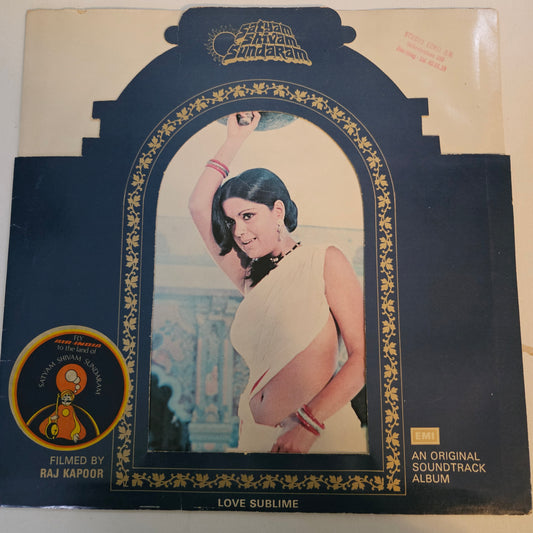 Satyam
Shivam
Sundaram
FLY
AIR-INDIA
to the land of
SATYAM SHIVAM SUNDARAM
FILMED BY
RAJ KAPOOR
EMI
AN ORIGINAL
SOUNDTRACK
ALBUM
LOVE SUBLIME